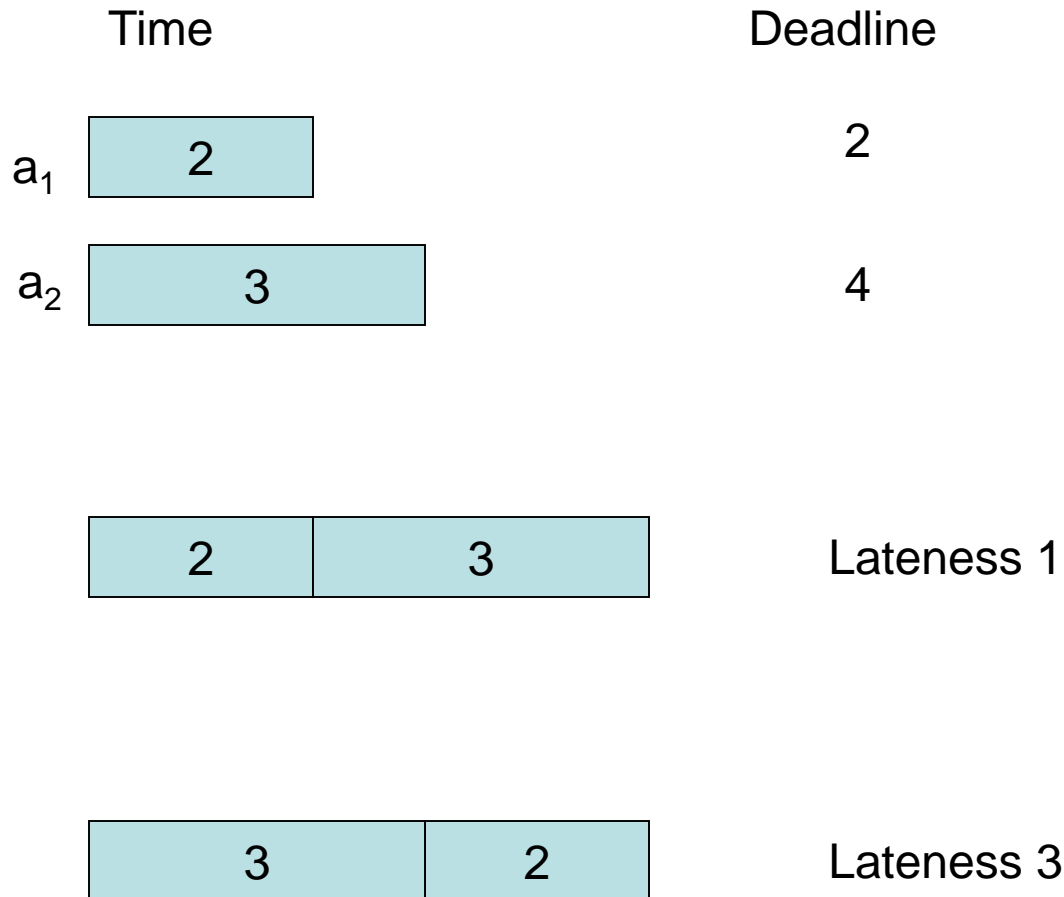 Time Deadline
a₁ 2 2
a₂ 3 4
2 3 Lateness 1
3 2 Lateness 3